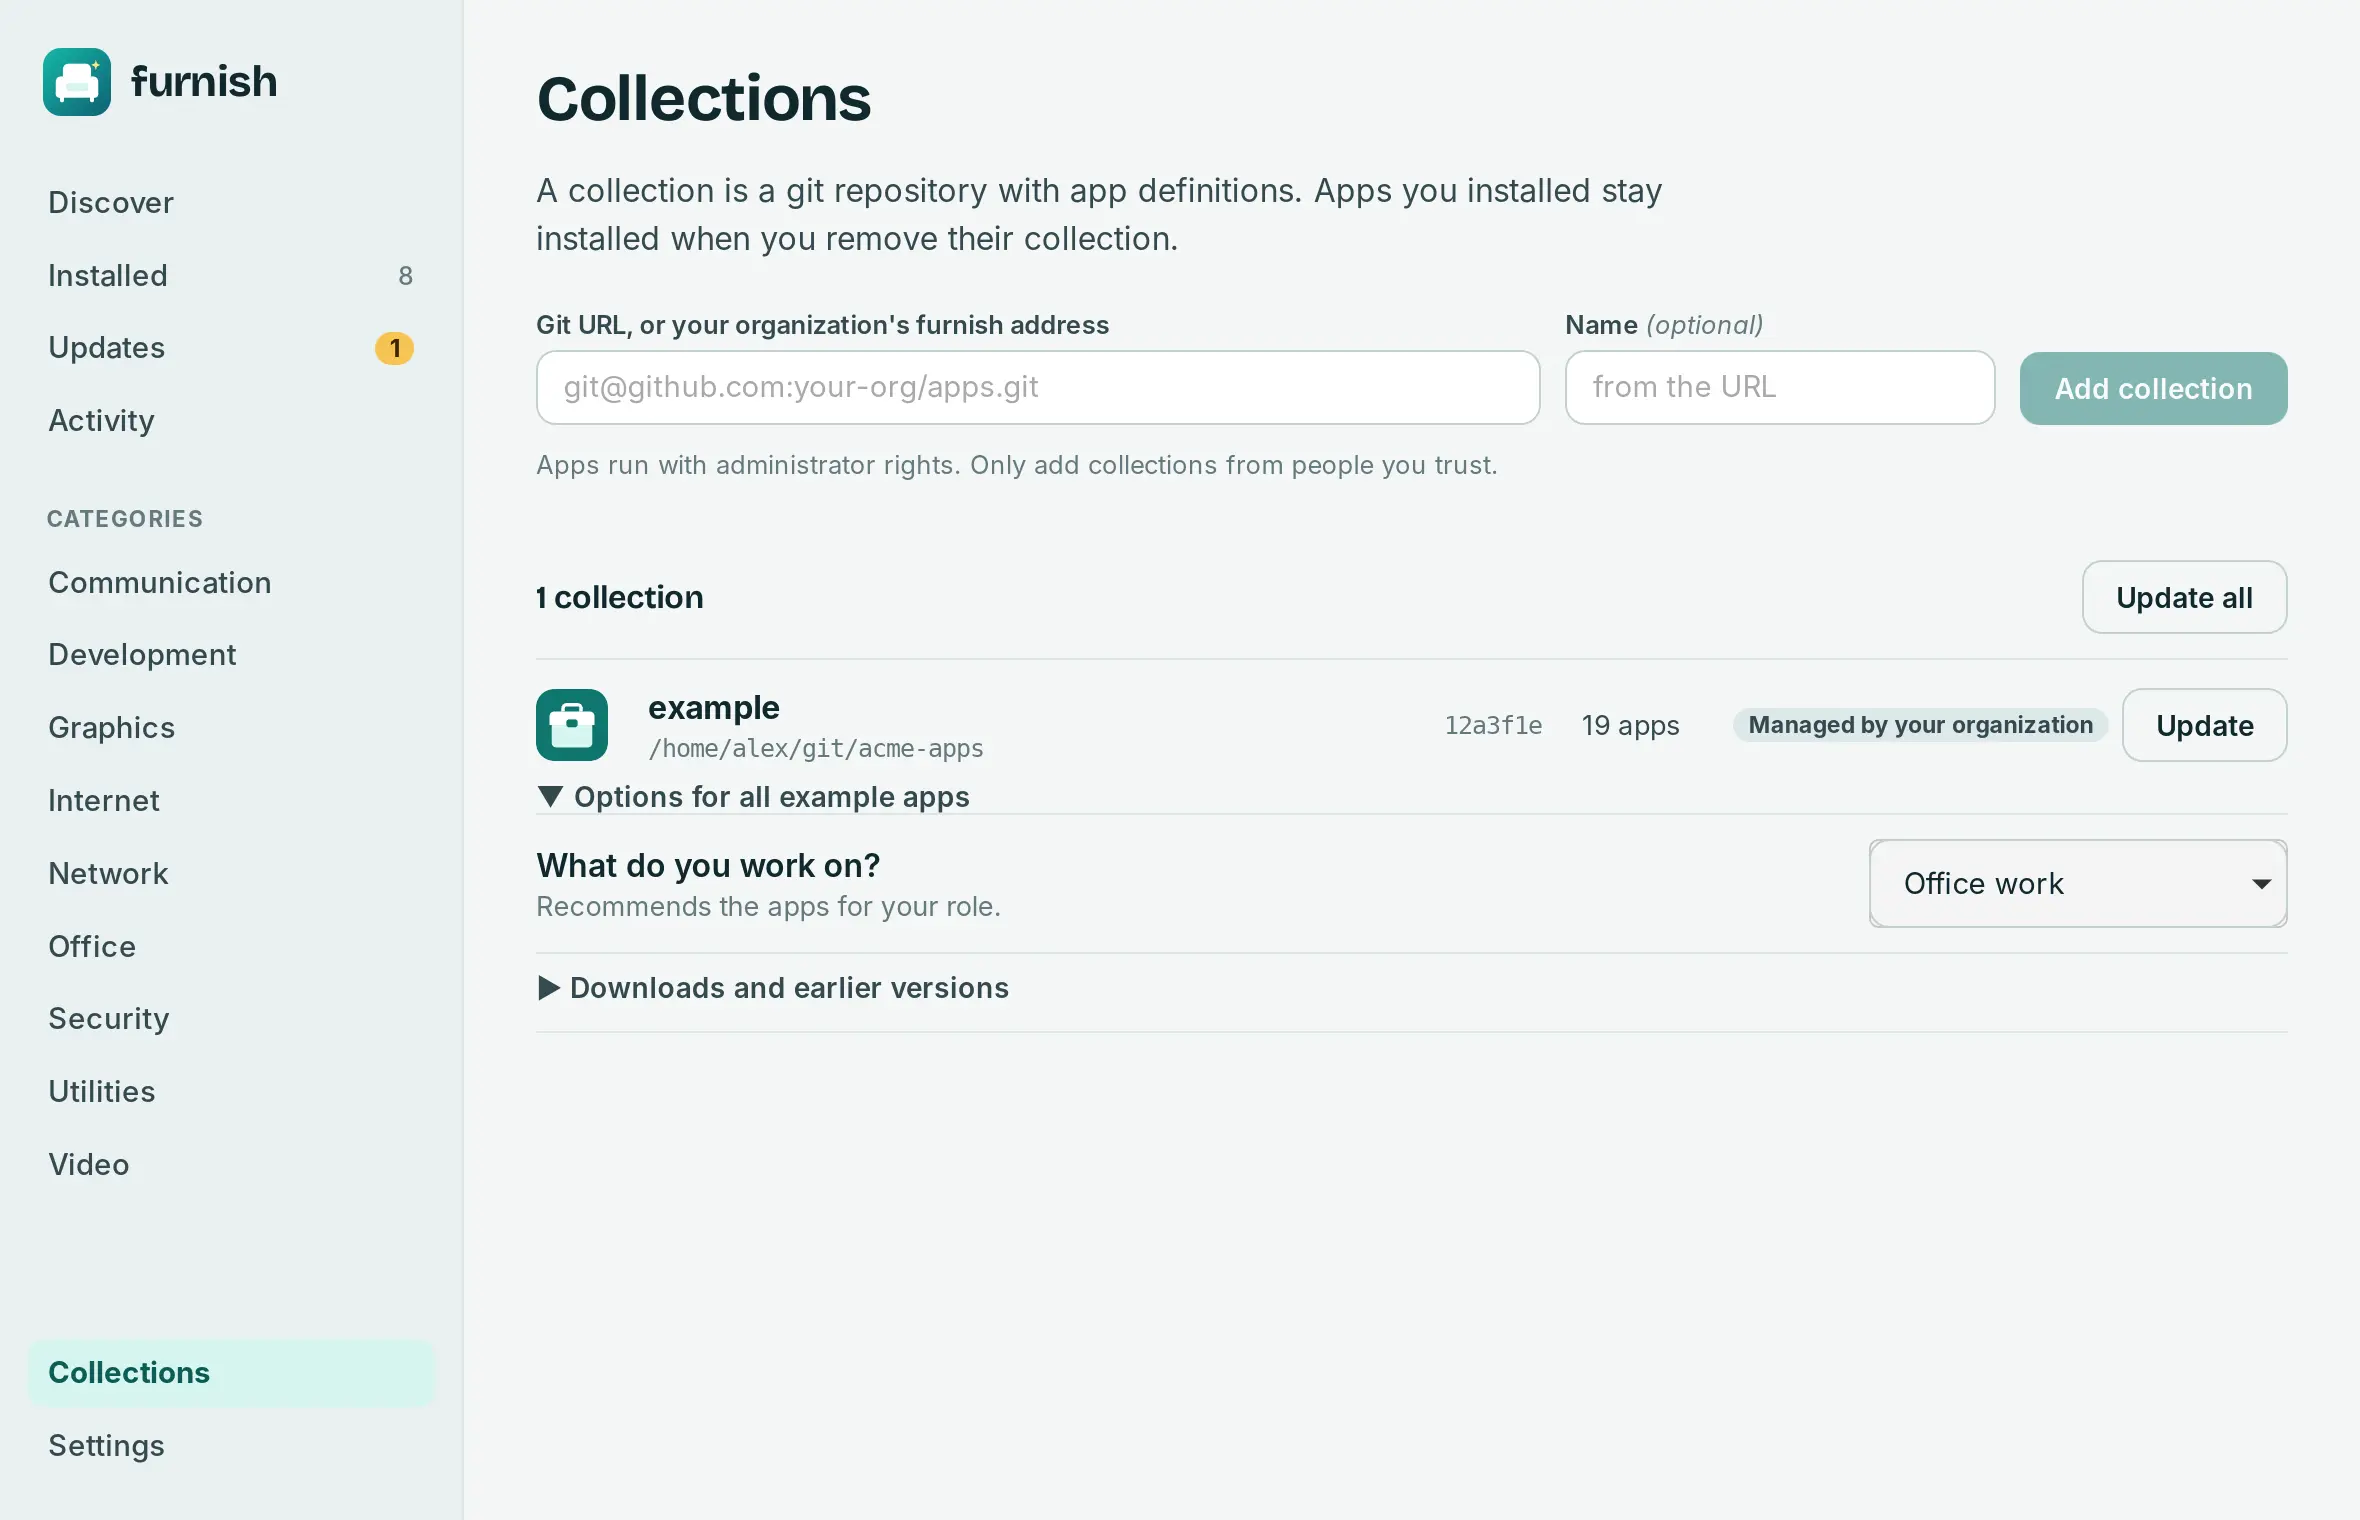 furnish
Discover
Installed 8
Updates 1
Activity
CATEGORIES
Communication
Development
Graphics
Internet
Network
Office
Security
Utilities
Video
Collections
Settings
Collections
A collection is a git repository with app definitions. Apps you installed stay
installed when you remove their collection.
Git URL, or your organization's furnish address
git@github.com:your-org/apps.git
Name (optional)
from the URL
Add collection
Apps run with administrator rights. Only add collections from people you trust.
1 collection
Update all
example
/home/alex/git/acme-apps
12a3f1e
19 apps
Managed by your organization
Update
Options for all example apps
What do you work on?
Recommends the apps for your role.
Office work
Downloads and earlier versions